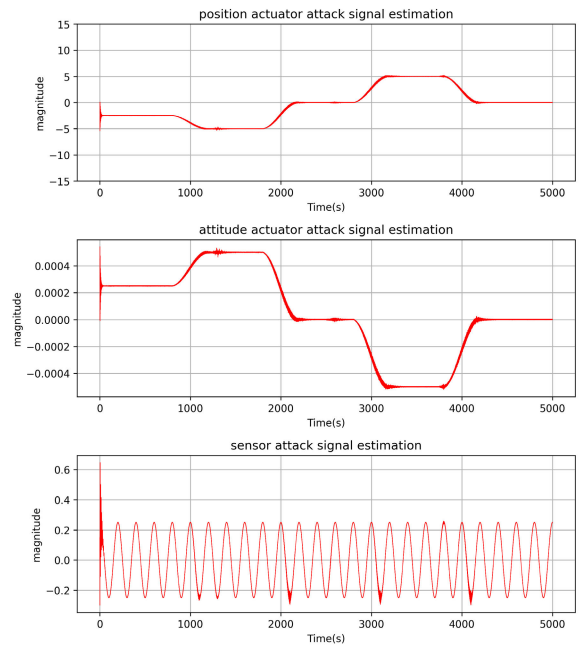 position actuator attack signal estimation
15
10
5
0
−5
−10
−15
magnitude
0 1000 2000 3000 4000 5000
Time(s)
attitude actuator attack signal estimation
0.0004
0.0002
0.0000
−0.0002
−0.0004
magnitude
0 1000 2000 3000 4000 5000
Time(s)
sensor attack signal estimation
0.6
0.4
0.2
0.0
−0.2
magnitude
0 1000 2000 3000 4000 5000
Time(s)